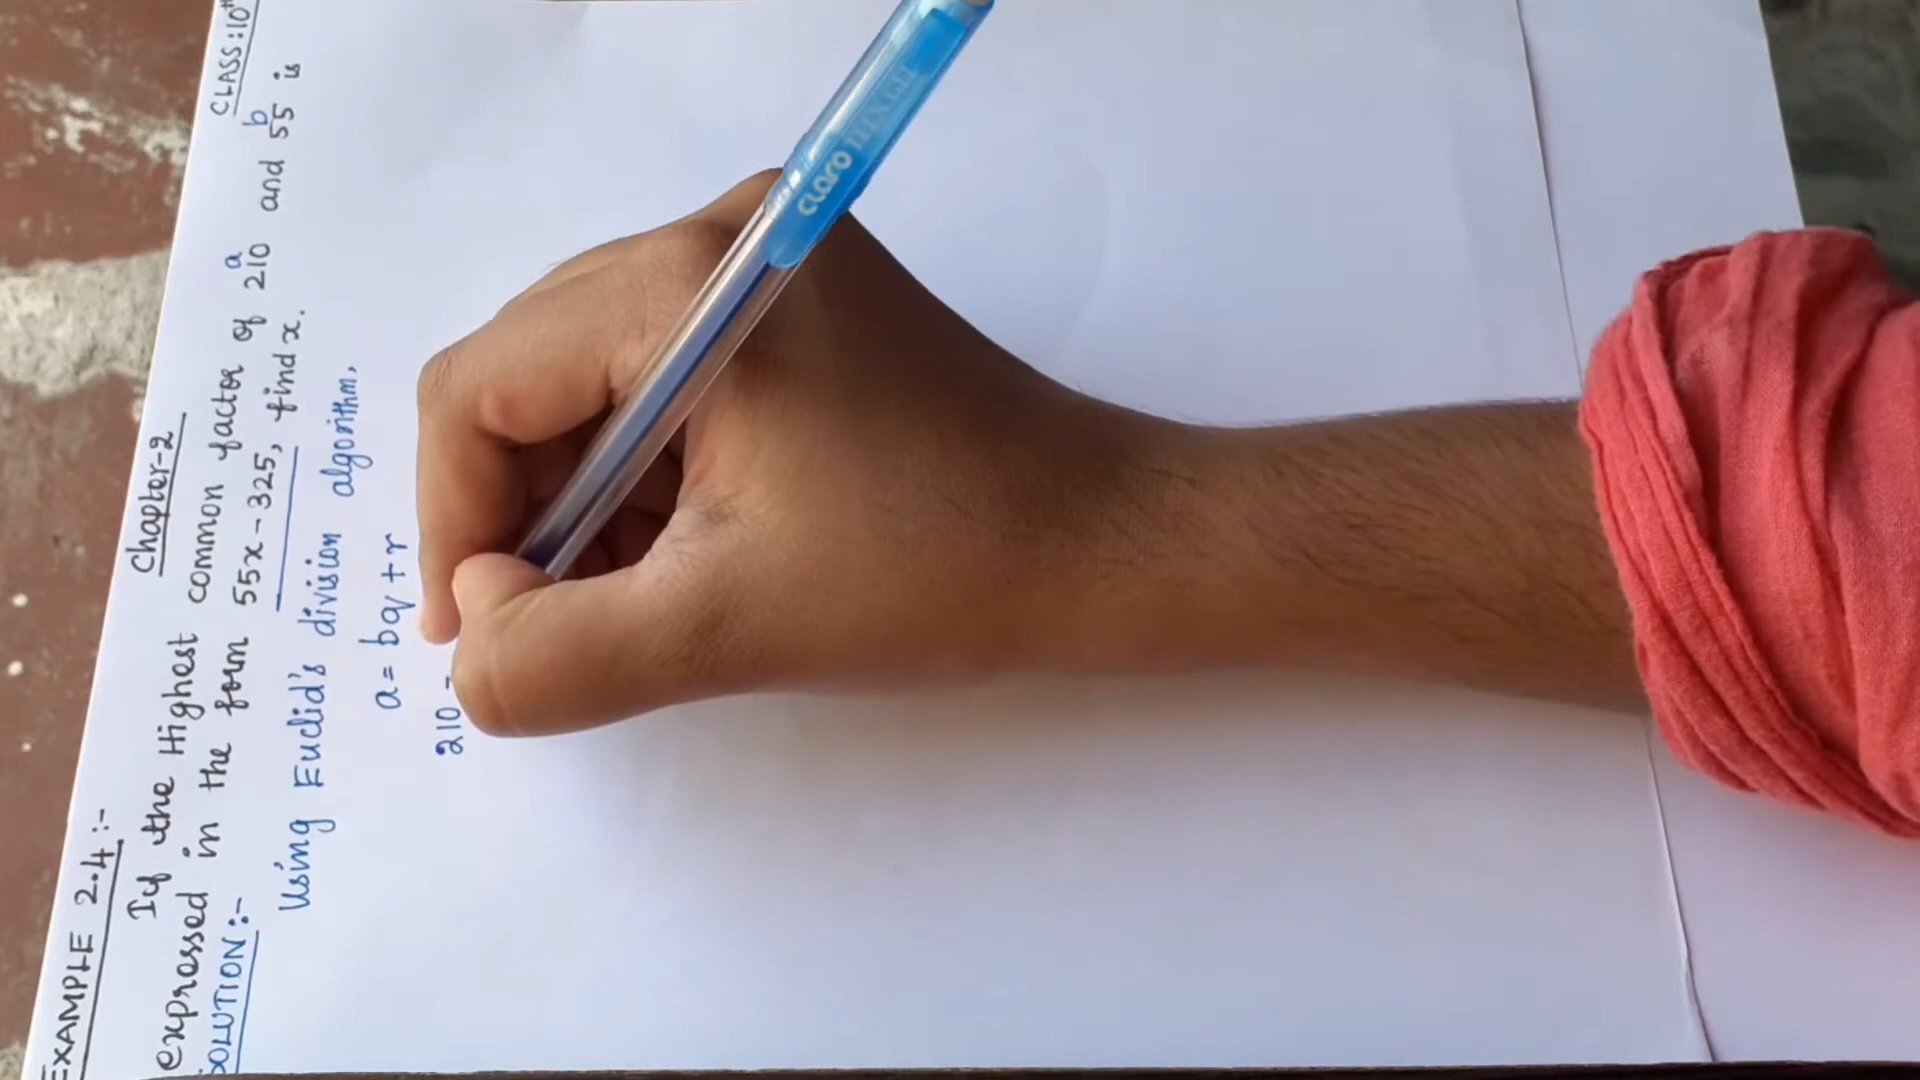 CLASS:10th
Chapter-2
EXAMPLE 2.4:-
If the Highest common factor of 210 and 55 is
a b
expressed in the form 55x-325, find x.
SOLUTION:-
Using Euclid's division algorithm,
a = bq + r
210 =
CLARO